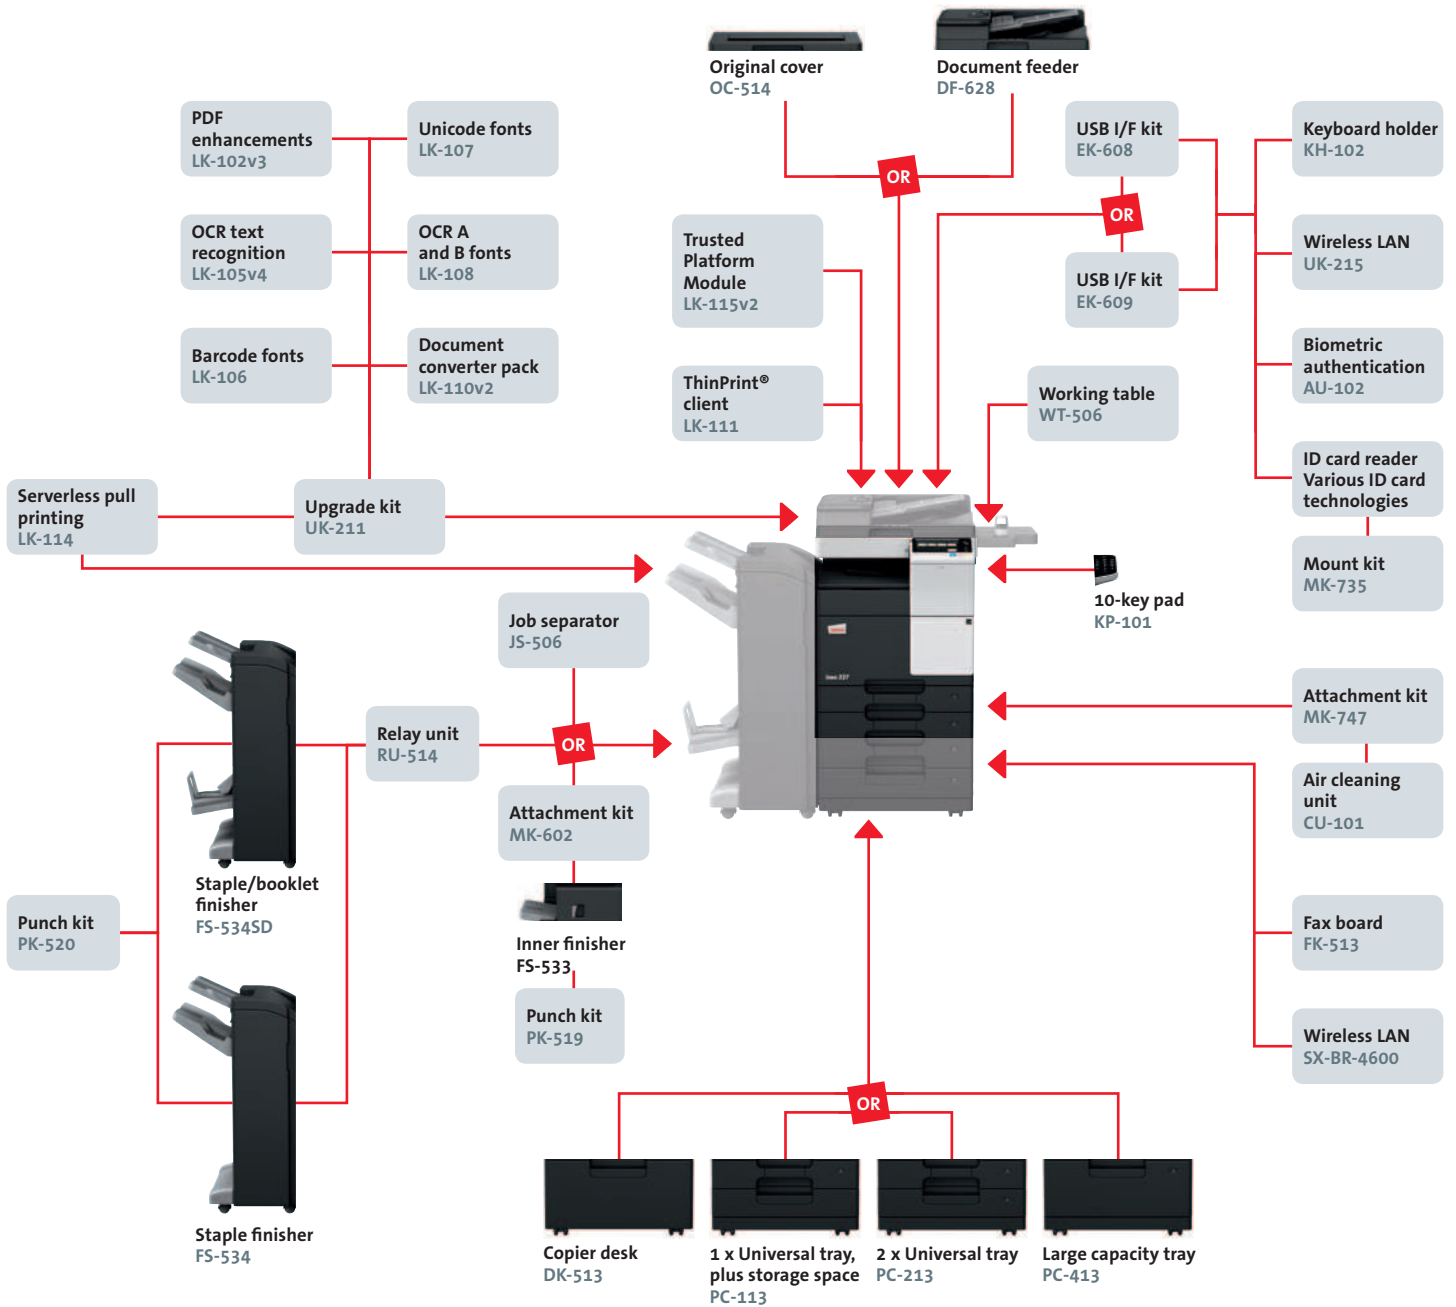 Original cover
OC-514
Document feeder
DF-628
PDF
enhancements
LK-102v3
Unicode fonts
LK-107
USB I/F kit
EK-608
Keyboard holder
KH-102
OR
OCR text
recognition
LK-105v4
OCR A
and B fonts
LK-108
Trusted
Platform
Module
LK-115v2
OR
Wireless LAN
UK-215
USB I/F kit
EK-609
Barcode fonts
LK-106
Document
converter pack
LK-110v2
ThinPrint®
client
LK-111
Working table
WT-506
Biometric
authentication
AU-102
ID card reader
Various ID card
technologies
Serverless pull
printing
LK-114
Upgrade kit
UK-211
Mount kit
MK-735
10-key pad
KP-101
Job separator
JS-506
ineo 227
Attachment kit
MK-747
Relay unit
RU-514
OR
Air cleaning
unit
CU-101
Attachment kit
MK-602
Staple/booklet
finisher
FS-534SD
Punch kit
PK-520
Inner finisher
FS-533
Fax board
FK-513
Punch kit
PK-519
Wireless LAN
SX-BR-4600
OR
Staple finisher
FS-534
Copier desk
DK-513
1 x Universal tray,
plus storage space
PC-113
2 x Universal tray
PC-213
Large capacity tray
PC-413